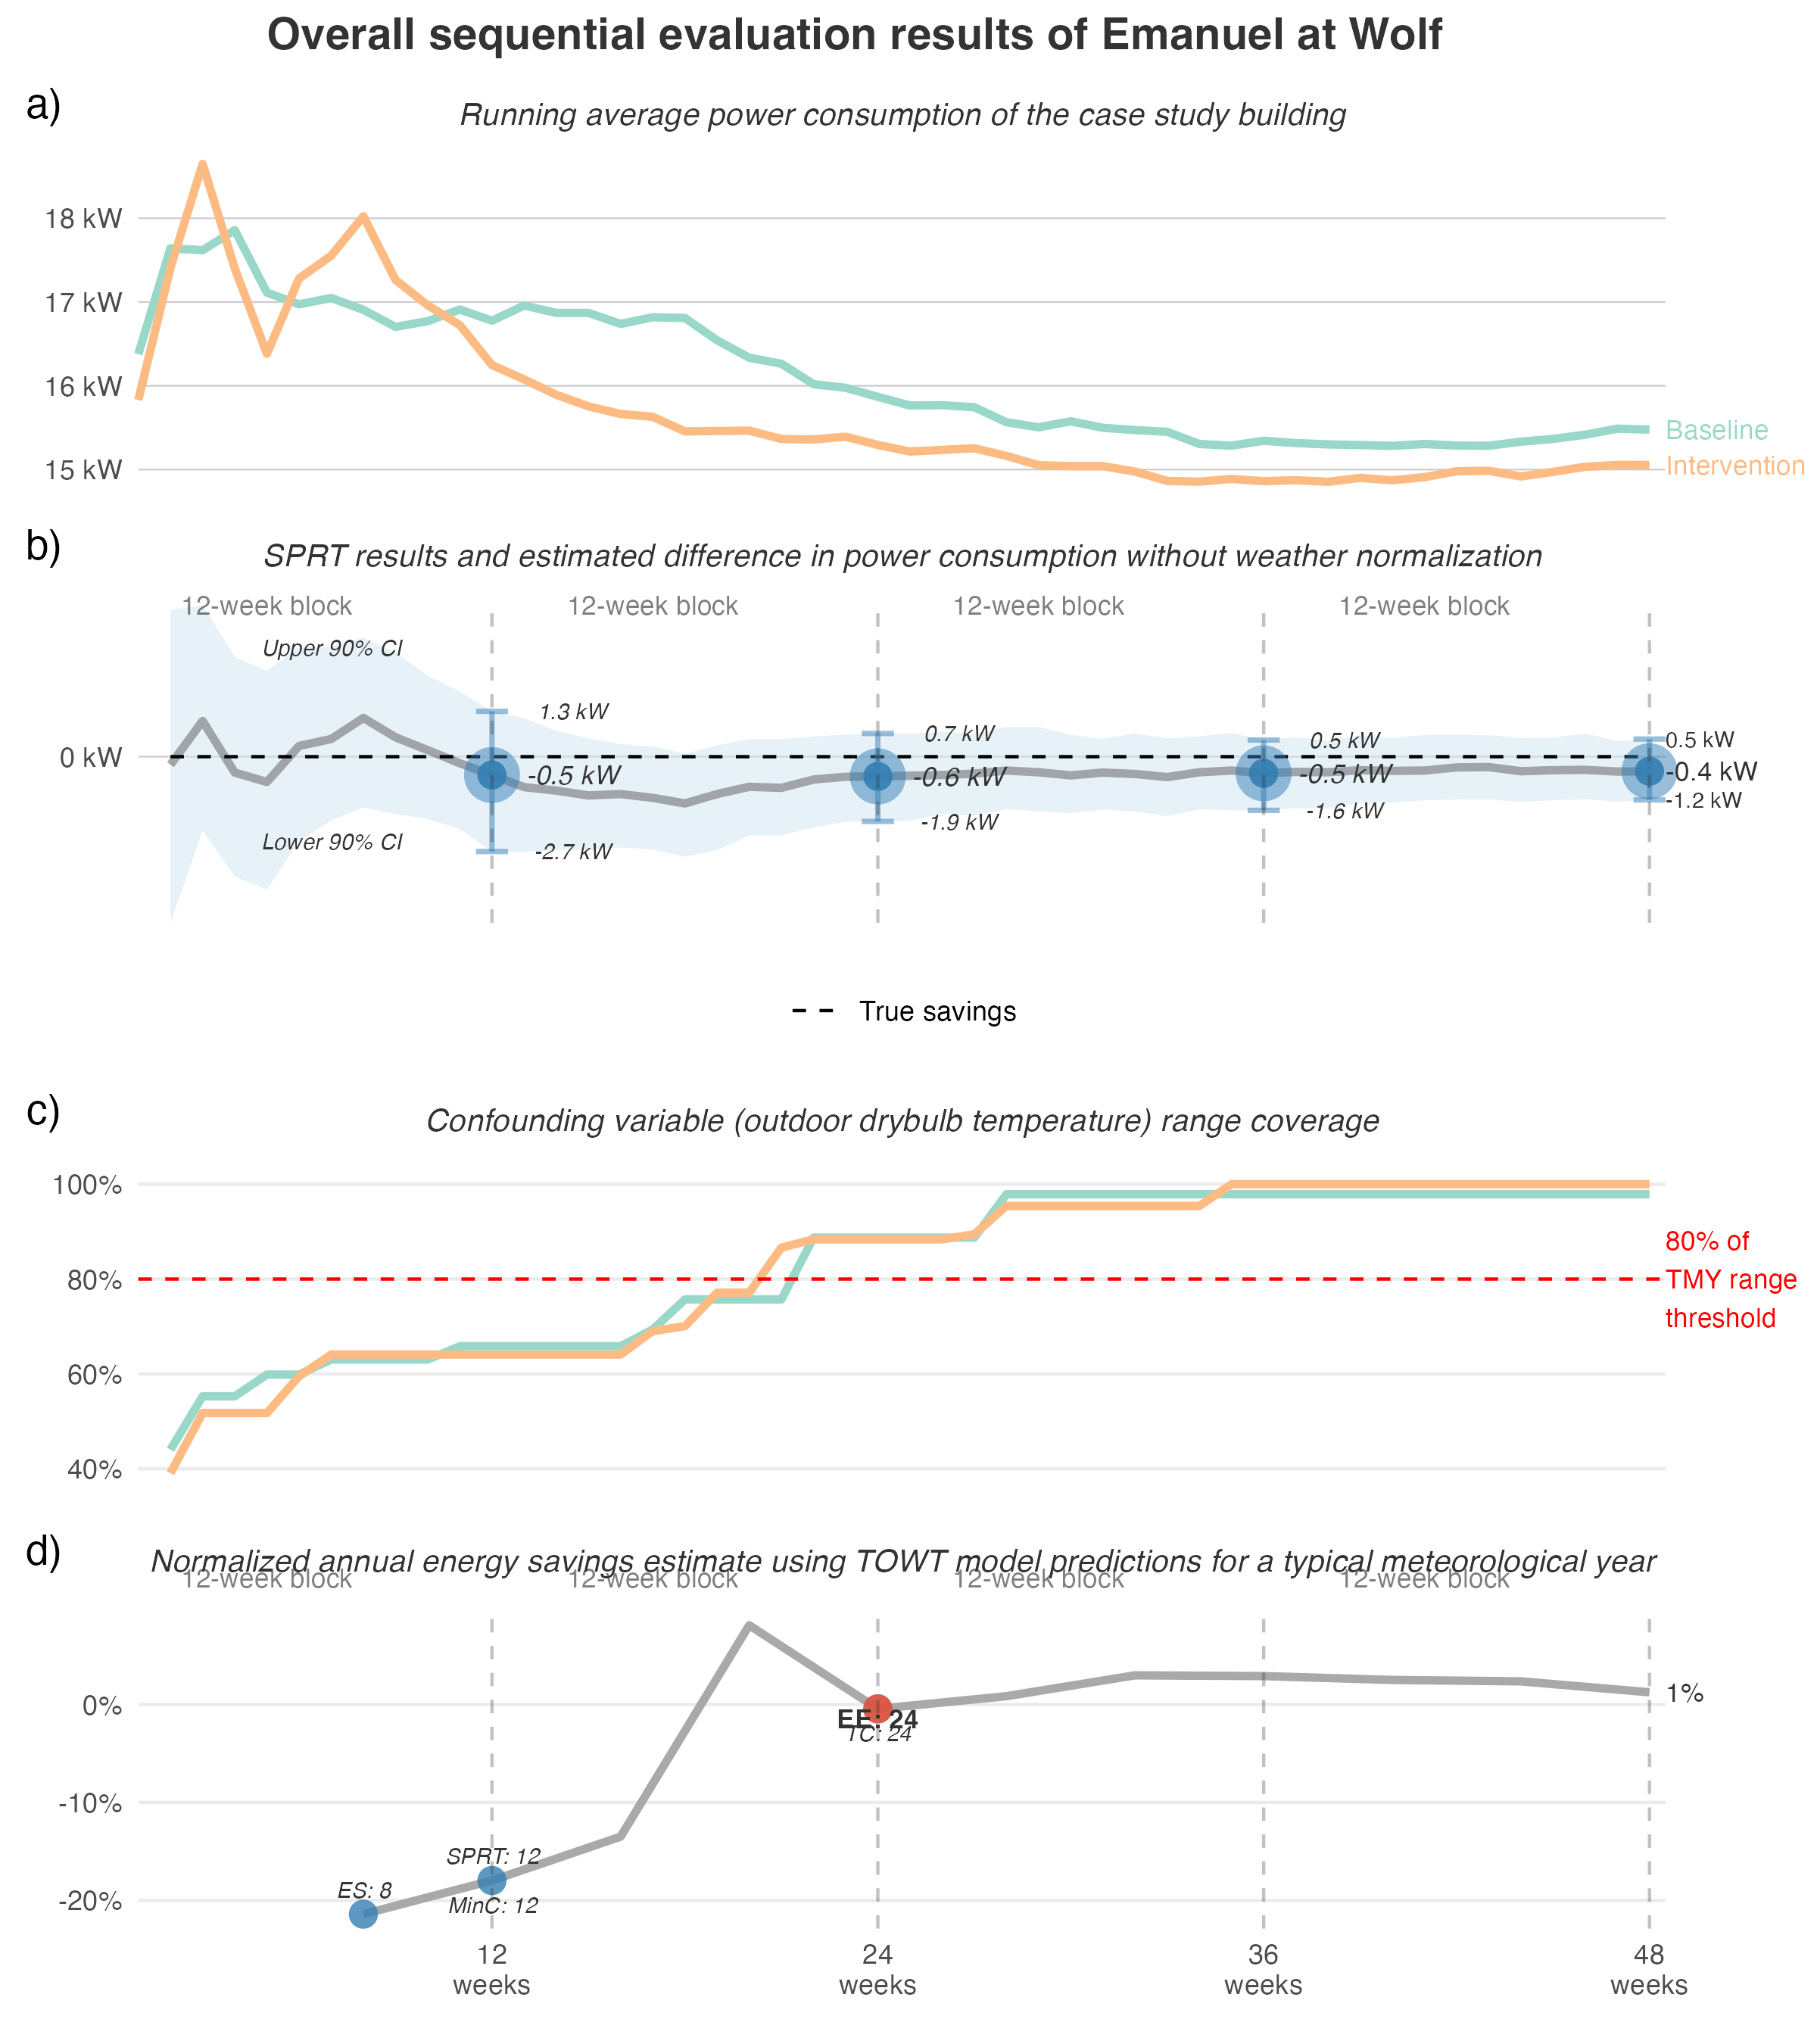 Overall sequential evaluation results of Emanuel at Wolf
a)
Running average power consumption of the case study building
18 kW
17 kW
16 kW
15 kW
Baseline
Intervention
b)
SPRT results and estimated difference in power consumption without weather normalization
12-week block
12-week block
12-week block
12-week block
Upper 90% CI
Lower 90% CI
0 kW
1.3 kW
-0.5 kW
-2.7 kW
0.7 kW
-0.6 kW
-1.9 kW
0.5 kW
-0.5 kW
-1.6 kW
0.5 kW
-0.4 kW
-1.2 kW
True savings
c)
Confounding variable (outdoor drybulb temperature) range coverage
100%
80%
60%
40%
80% of
TMY range
threshold
d)
Normalized annual energy savings estimate using TOWT model predictions for a typical meteorological year
12-week block
12-week block
12-week block
12-week block
0%
-10%
-20%
ES: 8
SPRT: 12
MinC: 12
EE: 24
TC: 24
1%
12
weeks
24
weeks
36
weeks
48
weeks